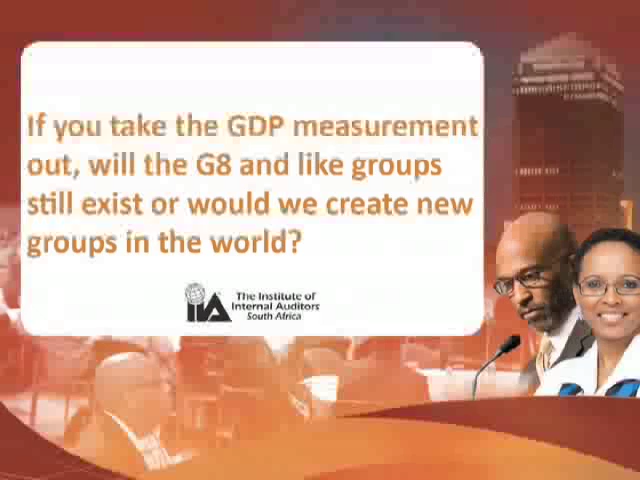 If you take the GDP measurement
out, will the G8 and like groups
still exist or would we create new
groups in the world?
IIA
The Institute of
Internal Auditors
South Africa